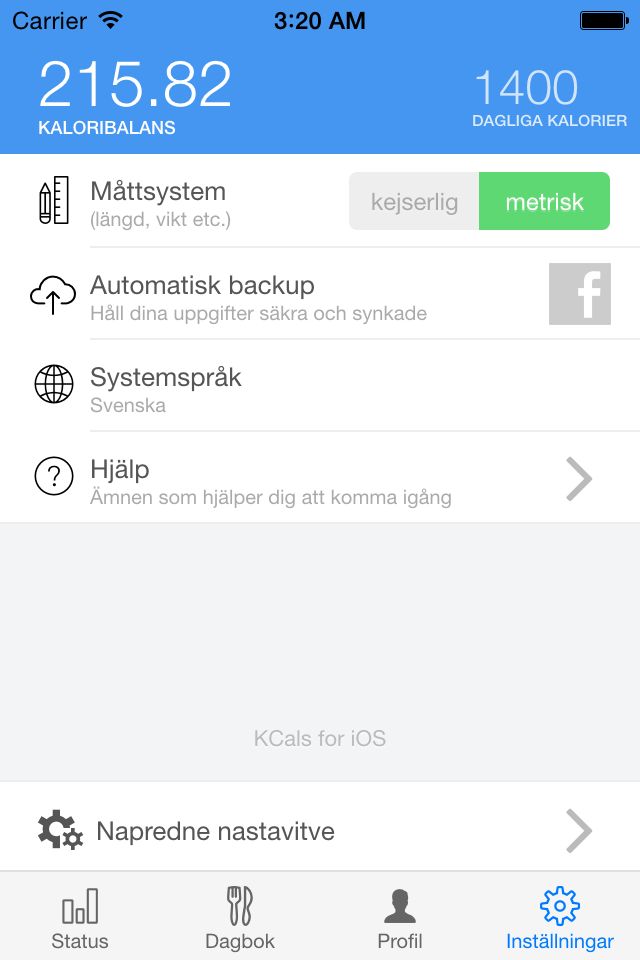 Carrier 3:20 AM
215.82 1400
KALORIBALANS DAGLIGA KALORIER
Måttsystem
(längd, vikt etc.)
kejserlig metrisk
Automatisk backup
Håll dina uppgifter säkra och synkade
f
Systemspråk
Svenska
Hjälp
Ämnen som hjälper dig att komma igång
?
KCals for iOS
Napredne nastavitve
Status Dagbok Profil Inställningar